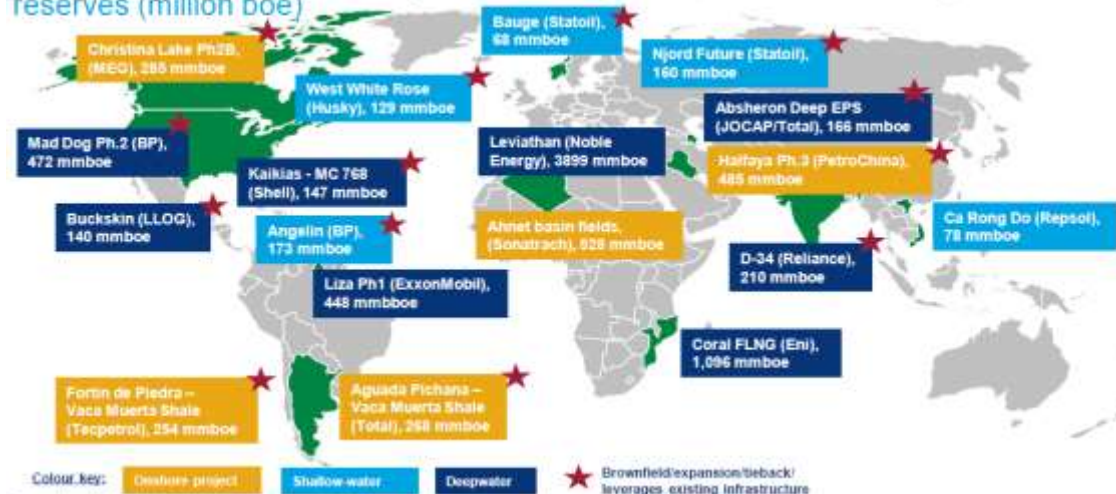 reserves (million boe)
Christina Lake Ph2B,
(MEG), 285 mmboe
Bauge (Statoil),
68 mmboe
Njord Future (Statoil),
160 mmboe
West White Rose
(Husky), 129 mmboe
Absheron Deep EPS
(JOCAP/Total), 166 mmboe
Mad Dog Ph.2 (BP),
472 mmboe
Leviathan (Noble
Energy), 3899 mmboe
Kaikias - MC 768
(Shell), 147 mmboe
Halfaya Ph.3 (PetroChina),
485 mmboe
Buckskin (LLOG),
140 mmboe
Angelin (BP),
173 mmboe
Ahnet basin fields,
(Sonatrach), 828 mmboe
Ca Rong Do (Repsol)
78 mmboe
D-34 (Reliance),
210 mmboe
Liza Ph1 (ExxonMobil),
448 mmbboe
Coral FLNG (Eni),
1,096 mmboe
Fortin de Piedra –
Vaca Muerta Shale
(Tecpetrol), 254 mmboe
Aguada Pichana –
Vaca Muerta Shale
(Total), 268 mmboe
Colour key:
Onshore project
Shallow-water
Deepwater
Brownfield/expansion/tieback/
leverages existing infrastructure